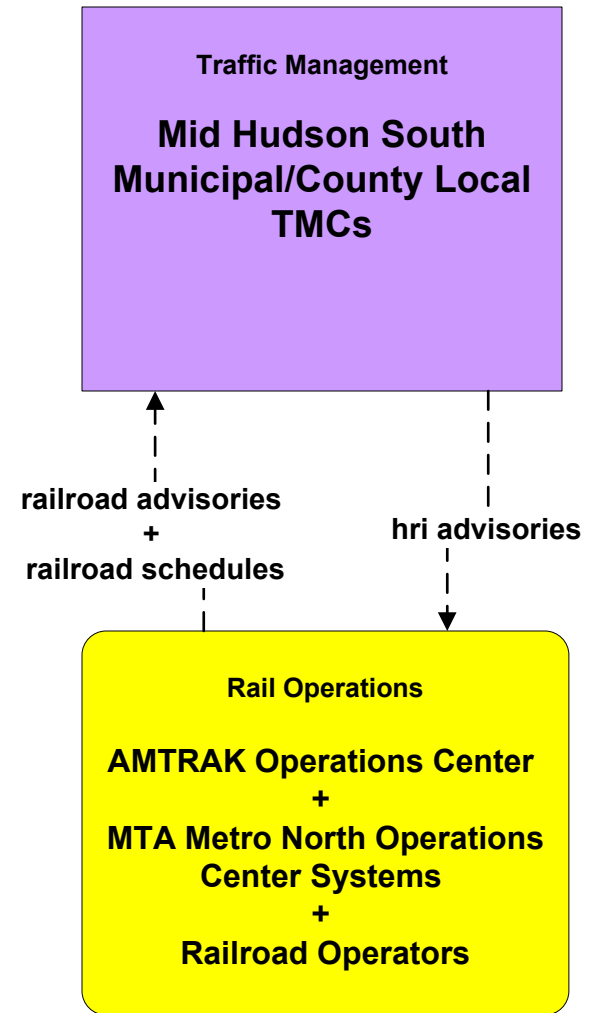 Traffic Management
Mid Hudson South
Municipal/County Local
TMCs
railroad advisories
+
railroad schedules
hri advisories
Rail Operations
AMTRAK Operations Center
+
MTA Metro North Operations
Center Systems
+
Railroad Operators